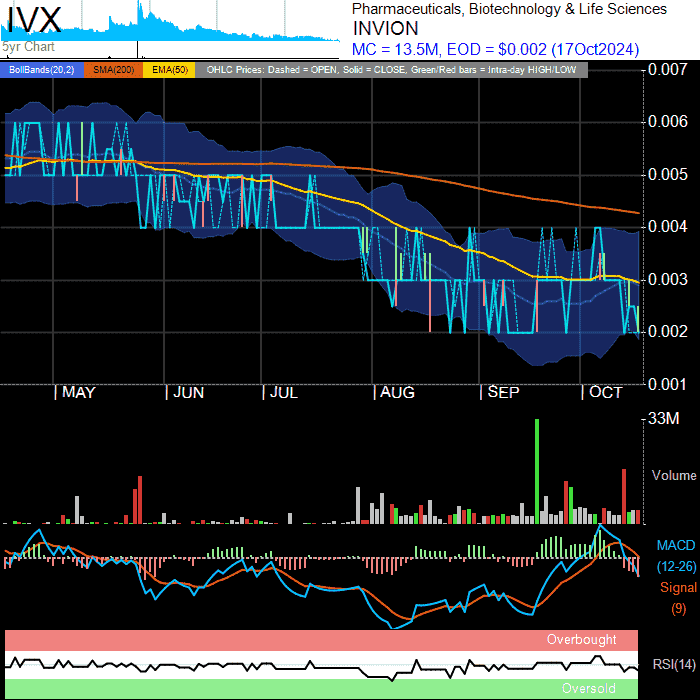 IVX
5yr Chart
Pharmaceuticals, Biotechnology & Life Sciences
INVION
MC = 13.5M, EOD = $0.002 (17Oct2024)
BollBands(20,2) SMA(200) EMA(50) OHLC Prices: Dashed = OPEN, Solid = CLOSE, Green/Red bars = Intra-day HIGH/LOW
0.007
0.006
0.005
0.004
0.003
0.002
0.001
MAY JUN JUL AUG SEP OCT
33M
Volume
MACD
(12-26)
Signal
(9)
Overbought
RSI(14)
Oversold